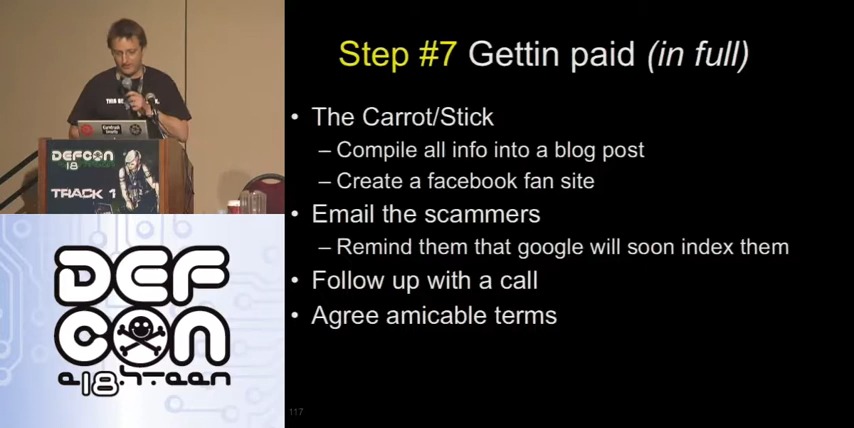 Step #7 Gettin paid (in full)
• The Carrot/Stick
– Compile all info into a blog post
– Create a facebook fan site
• Email the scammers
– Remind them that google will soon index them
• Follow up with a call
• Agree amicable terms
117
DEFCON
18
TRACK 1
DEF
CON
e18hteen